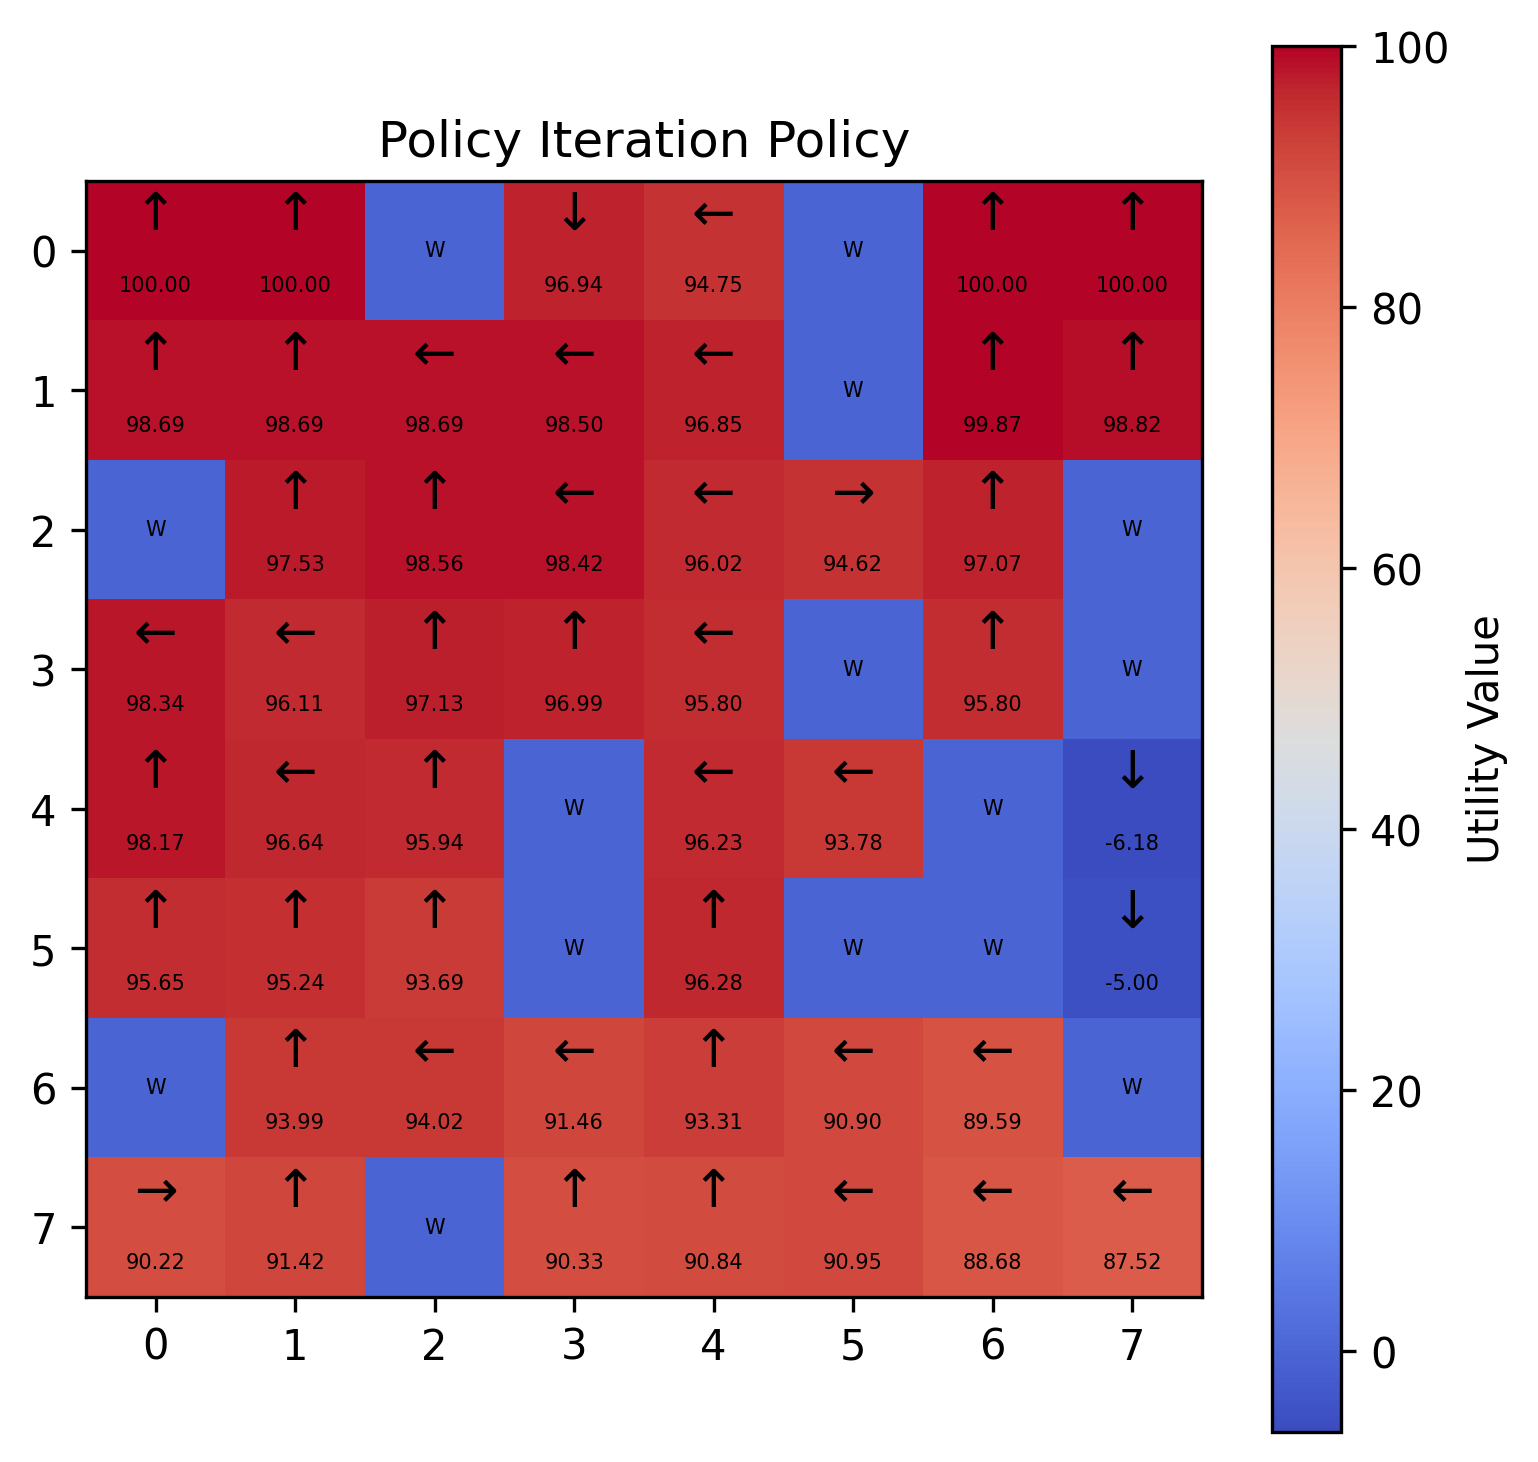 Policy Iteration Policy
↑ ↑ W ↓ ← W ↑ ↑
0
100.00 100.00 96.94 94.75 100.00 100.00
↑ ↑ ← ← ← W ↑ ↑
1
98.69 98.69 98.69 98.50 96.85 99.87 98.82
W ↑ ↑ ← ← → ↑ W
2
97.53 98.56 98.42 96.02 94.62 97.07
← ← ↑ ↑ ← W ↑ W
3
98.34 96.11 97.13 96.99 95.80 95.80
↑ ← ↑ W ← ← W ↓
4
98.17 96.64 95.94 96.23 93.78 -6.18
↑ ↑ ↑ W ↑ W W ↓
5
95.65 95.24 93.69 96.28 -5.00
W ↑ ← ← ↑ ← ← W
6
93.99 94.02 91.46 93.31 90.90 89.59
→ ↑ W ↑ ↑ ← ← ←
7
90.22 91.42 90.33 90.84 90.95 88.68 87.52
0 1 2 3 4 5 6 7
100
80
60
40
20
0
Utility Value